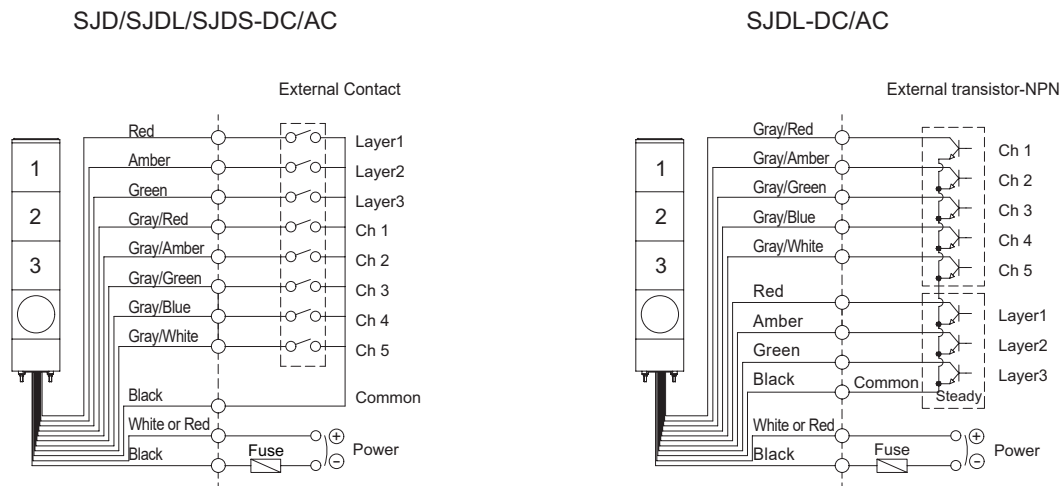 SJD/SJDL/SJDS-DC/AC
External Contact
1
2
3
Red
Layer1
Amber
Layer2
Green
Layer3
Gray/Red
Ch 1
Gray/Amber
Ch 2
Gray/Green
Ch 3
Gray/Blue
Ch 4
Gray/White
Ch 5
Black
Common
White or Red
+
Power
Black
Fuse
−
SJDL-DC/AC
External transistor-NPN
1
2
3
Gray/Red
Ch 1
Gray/Amber
Ch 2
Gray/Green
Ch 3
Gray/Blue
Ch 4
Gray/White
Ch 5
Red
Layer1
Amber
Layer2
Green
Layer3
Black
Common
Steady
White or Red
+
Power
Black
Fuse
−